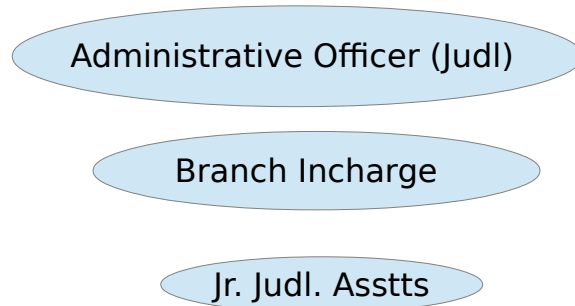 Administrative Officer (Judl)
Branch Incharge
Jr. Judl. Asstts